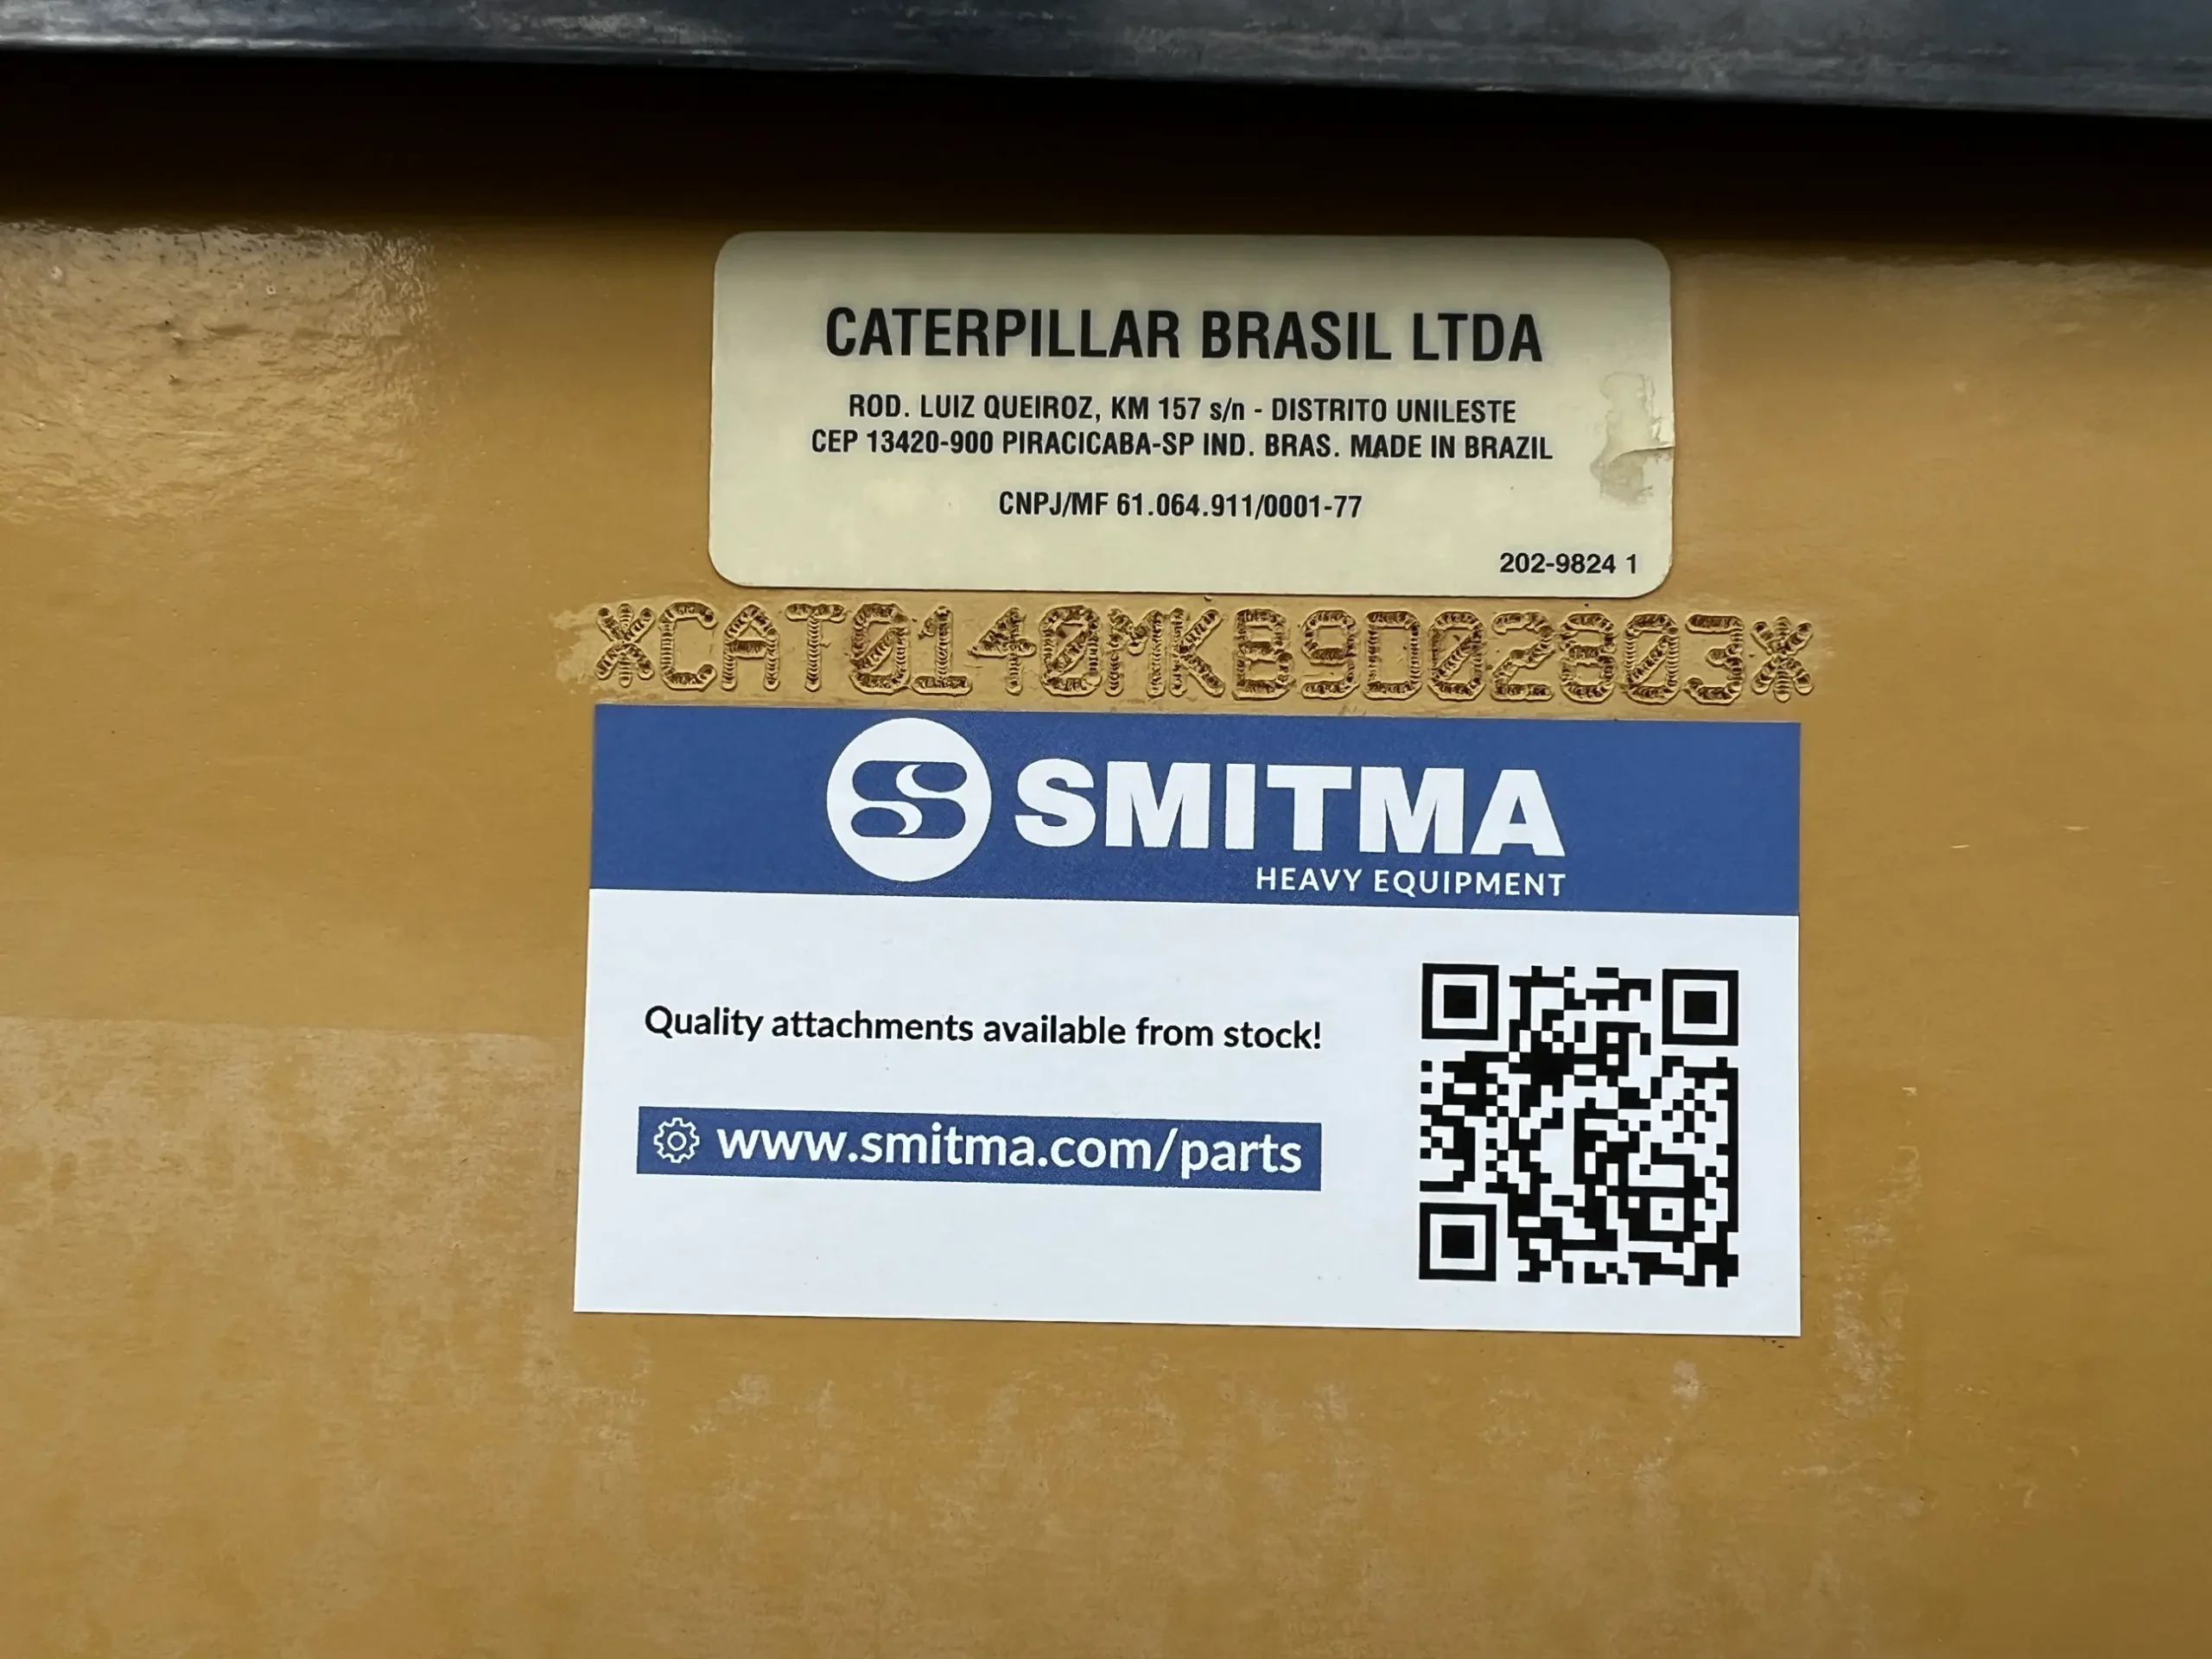 CATERPILLAR BRASIL LTDA
ROD. LUIZ QUEIROZ, KM 157 s/n - DISTRITO UNILESTE
CEP 13420-900 PIRACICABA-SP IND. BRAS. MADE IN BRAZIL
CNPJ/MF 61.064.911/0001-77
202-9824 1
*CAT0140MKB9D02803*
SMITMA
HEAVY EQUIPMENT
Quality attachments available from stock!
www.smitma.com/parts